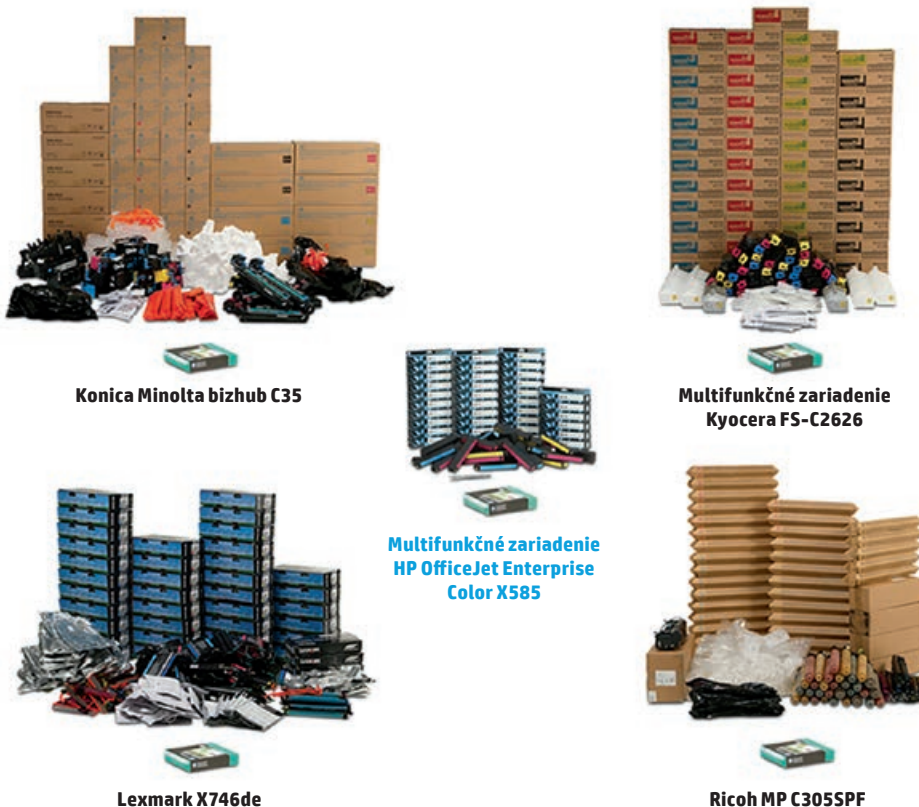 Konica Minolta bizhub C35
Multifunkčné zariadenie
Kyocera FS-C2626
Multifunkčné zariadenie
HP OfficeJet Enterprise
Color X585
Lexmark X746de
Ricoh MP C305SPF